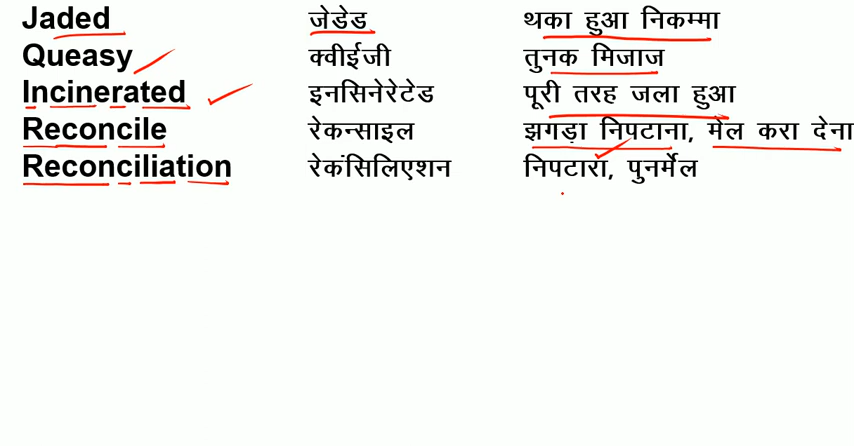 Jaded जेडेड थका हुआ निकम्मा
Queasy क्वीईजी तुनक मिजाज
Incinerated इनसिनेरेटेड पूरी तरह जला हुआ
Reconcile रेकन्साइल झगड़ा निपटाना, मेल करा देना
Reconciliation रेकंसिलिएशन निपटारा, पुनर्मेल